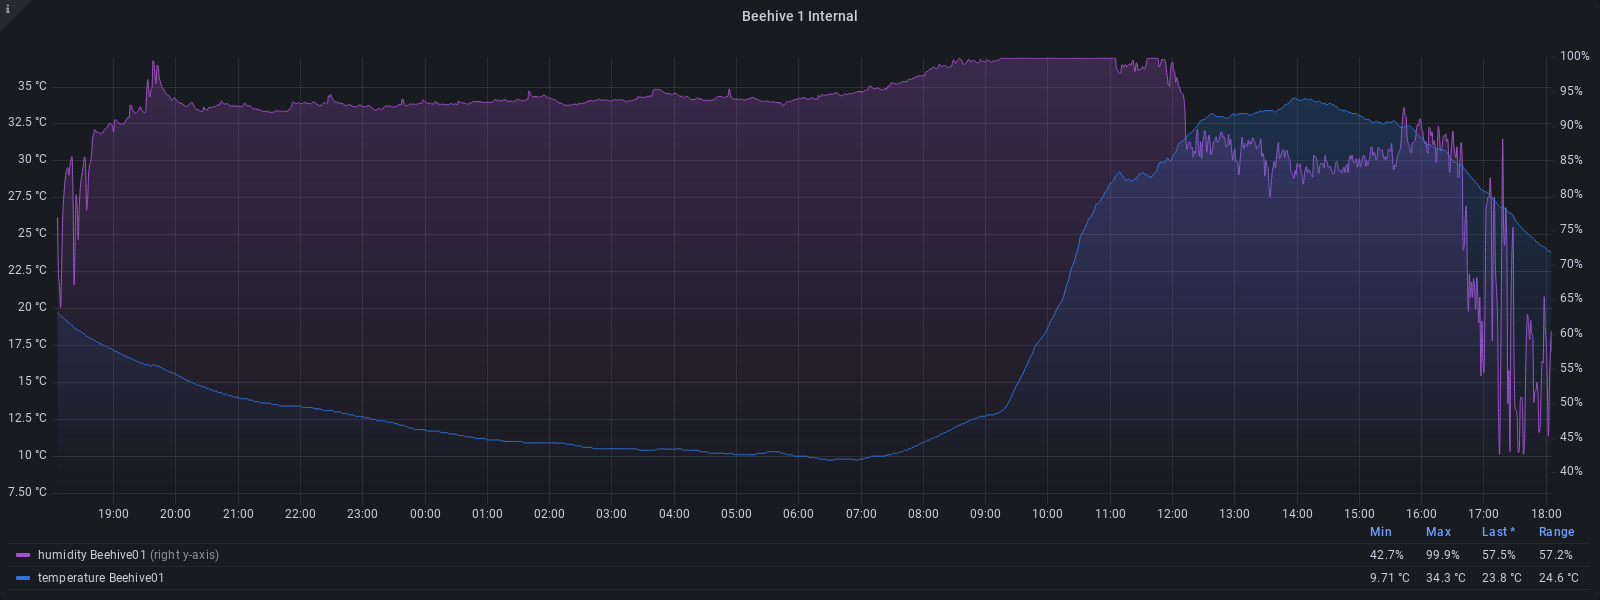 i
Beehive 1 Internal
35 °C
32.5 °C
30 °C
27.5 °C
25 °C
22.5 °C
20 °C
17.5 °C
15 °C
12.5 °C
10 °C
7.50 °C
100%
95%
90%
85%
80%
75%
70%
65%
60%
55%
50%
45%
40%
19:00 20:00 21:00 22:00 23:00 00:00 01:00 02:00 03:00 04:00 05:00 06:00 07:00 08:00 09:00 10:00 11:00 12:00 13:00 14:00 15:00 16:00 17:00 18:00
Min Max Last * Range
humidity Beehive01 (right y-axis) 42.7% 99.9% 57.5% 57.2%
temperature Beehive01 9.71 °C 34.3 °C 23.8 °C 24.6 °C